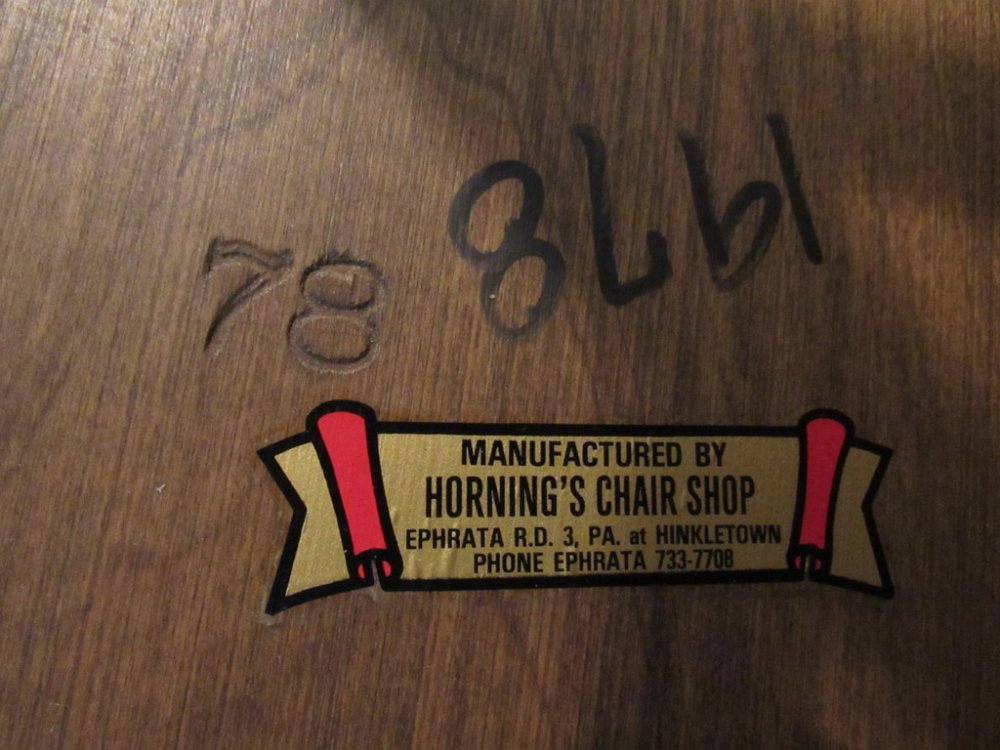 78
1978
MANUFACTURED BY
HORNING'S CHAIR SHOP
EPHRATA R.D. 3, PA. at HINKLETOWN
PHONE EPHRATA 733-7708